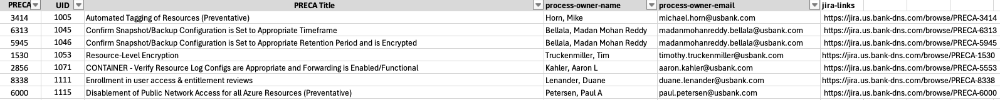 PRECA UID PRECA Title process-owner-name process-owner-email jira-links
3414 1005 Automated Tagging of Resources (Preventative) Horn, Mike michael.horn@usbank.com https://jira.us.bank-dns.com/browse/PRECA-3414
6313 1045 Confirm Snapshot/Backup Configuration is Set to Appropriate Timeframe Bellala, Madan Mohan Reddy madanmohanreddy.bellala@usbank.com https://jira.us.bank-dns.com/browse/PRECA-6313
5945 1046 Confirm Snapshot/Backup Configuration is Set to Appropriate Retention Period and is Encrypted Bellala, Madan Mohan Reddy madanmohanreddy.bellala@usbank.com https://jira.us.bank-dns.com/browse/PRECA-5945
1530 1053 Resource-Level Encryption Truckenmiller, Tim timothy.truckenmiller@usbank.com https://jira.us.bank-dns.com/browse/PRECA-1530
2856 1071 CONTAINER - Verify Resource Log Configs are Appropriate and Forwarding is Enabled/Functional Kahler, Aaron L aaron.kahler@usbank.com https://jira.us.bank-dns.com/browse/PRECA-5553
8338 1111 Enrollment in user access & entitlement reviews Lenander, Duane duane.lenander@usbank.com https://jira.us.bank-dns.com/browse/PRECA-8338
6000 1115 Disablement of Public Network Access for all Azure Resources (Preventative) Petersen, Paul A paul.petersen@usbank.com https://jira.us.bank-dns.com/browse/PRECA-6000